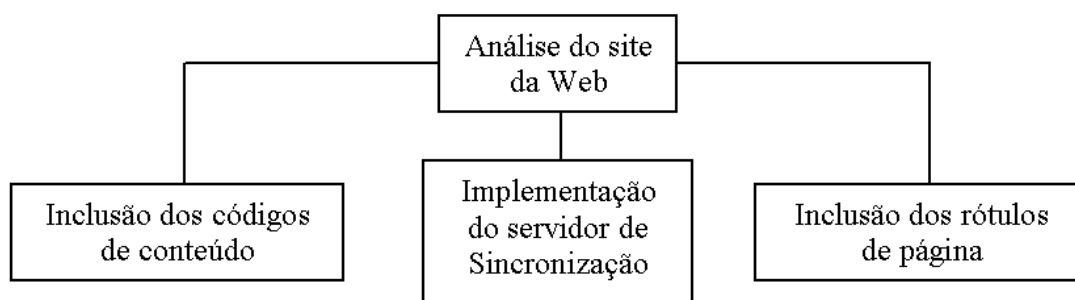 Análise do site
da Web
Inclusão dos códigos
de conteúdo
Implementação
do servidor de
Sincronização
Inclusão dos rótulos
de página